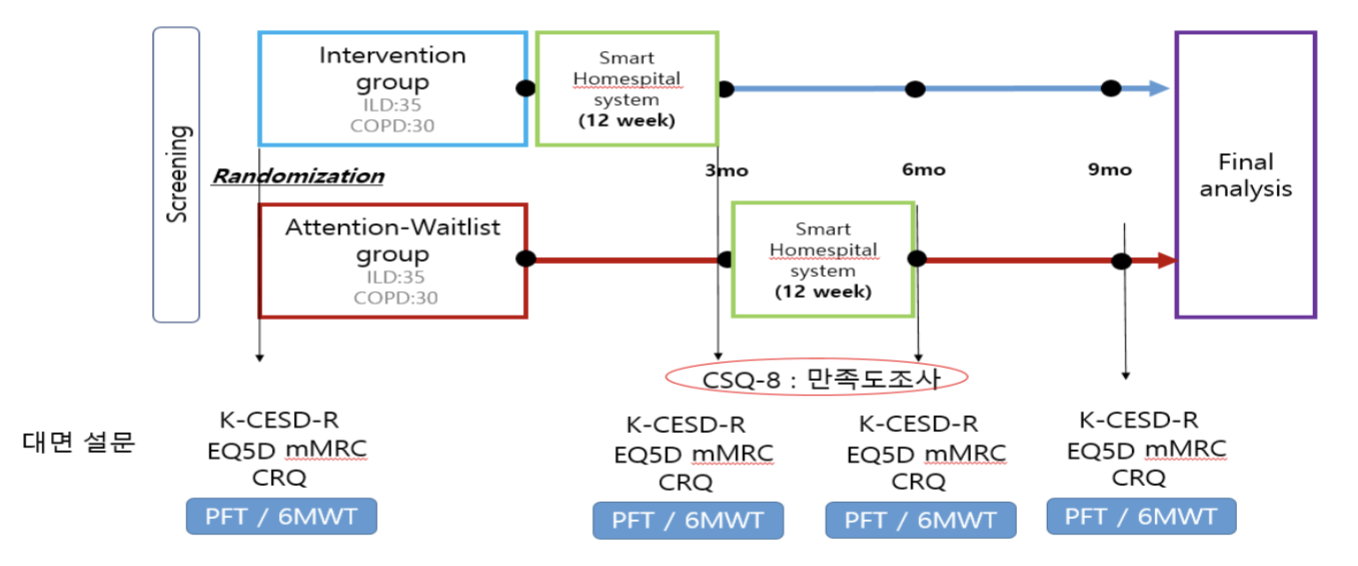 Screening
Intervention
group
ILD:35
COPD:30
Smart
Homespital
system
(12 week)
Randomization
3mo
6mo
9mo
Final
analysis
Attention-Waitlist
group
ILD:35
COPD:30
Smart
Homespital
system
(12 week)
CSQ-8 : 만족도조사
대면 설문
K-CESD-R
EQ5D mMRC
CRQ
PFT / 6MWT
K-CESD-R
EQ5D mMRC
CRQ
PFT / 6MWT
K-CESD-R
EQ5D mMRC
CRQ
PFT / 6MWT
K-CESD-R
EQ5D mMRC
CRQ
PFT / 6MWT